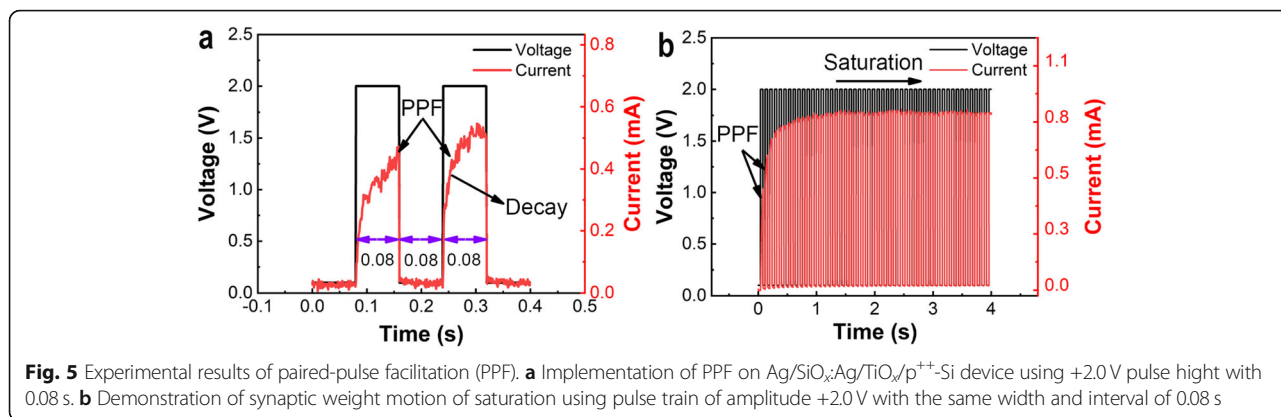 a
2.5
2.0
1.5
1.0
0.5
0.0
Voltage (V)
-0.1 0.0 0.1 0.2 0.3 0.4 0.5
Time (s)
0.8
0.6
0.4
0.2
0.0
Current (mA)
Voltage
Current
PPF
Decay
0.08 0.08 0.08
b
2.5
2.0
1.5
1.0
0.5
0.0
Voltage (V)
0 1 2 3 4
Time (s)
1.1
0.8
0.5
0.3
0.0
Current (mA)
Voltage
Current
Saturation
PPF
Fig. 5 Experimental results of paired-pulse facilitation (PPF). a Implementation of PPF on Ag/SiOₓ:Ag/TiOₓ/p⁺⁺-Si device using +2.0 V pulse hight with
0.08 s. b Demonstration of synaptic weight motion of saturation using pulse train of amplitude +2.0 V with the same width and interval of 0.08 s